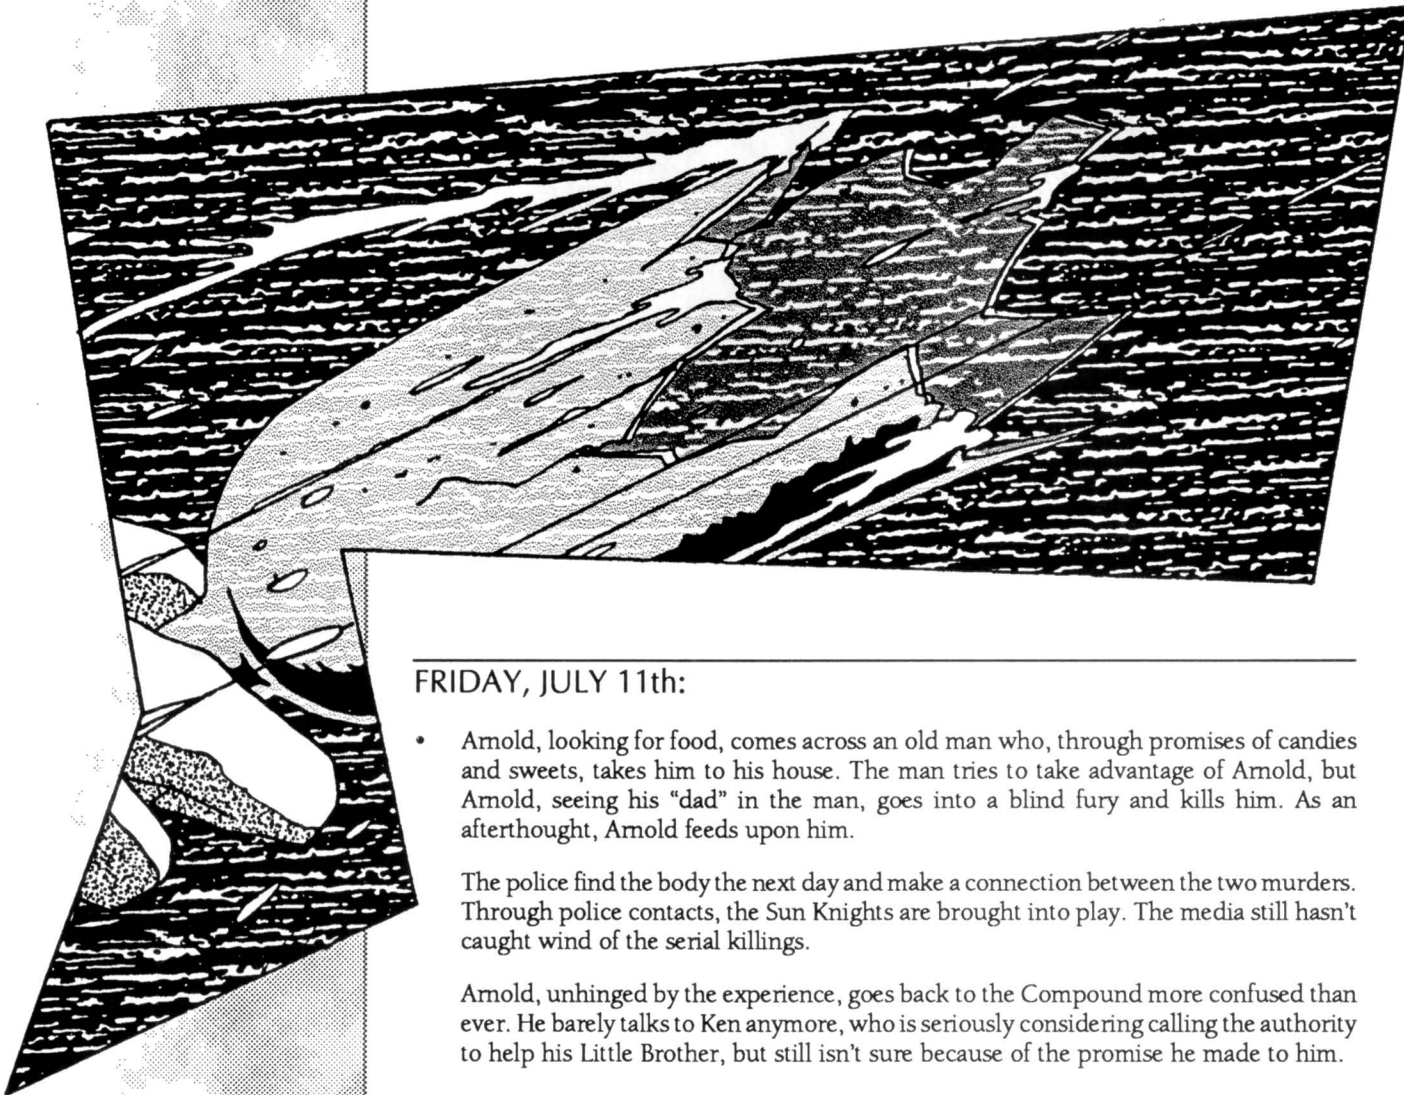 FRIDAY, JULY 11th:
• Arnold, looking for food, comes across an old man who, through promises of candies
and sweets, takes him to his house. The man tries to take advantage of Arnold, but
Arnold, seeing his "dad" in the man, goes into a blind fury and kills him. As an
afterthought, Arnold feeds upon him.
The police find the body the next day and make a connection between the two murders.
Through police contacts, the Sun Knights are brought into play. The media still hasn't
caught wind of the serial killings.
Arnold, unhinged by the experience, goes back to the Compound more confused than
ever. He barely talks to Ken anymore, who is seriously considering calling the authority
to help his Little Brother, but still isn't sure because of the promise he made to him.